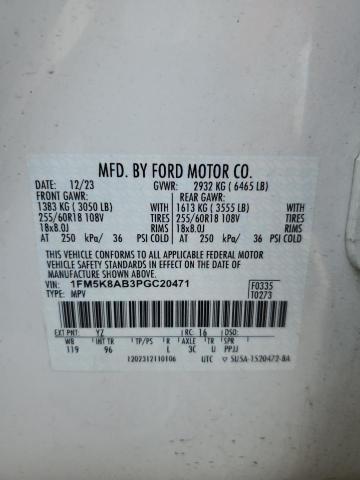 MFD. BY FORD MOTOR CO.
DATE: 12/23 GVWR: 2932 KG ( 6465 LB)
FRONT GAWR: REAR GAWR:
1383 KG ( 3050 LB) 1613 KG ( 3555 LB)
255/60R18 108V TIRES 255/60R18 108V TIRES
18x8.0J RIMS 18x8.0J RIMS
AT 250 kPa/ 36 PSI COLD AT 250 kPa/ 36 PSI COLD
THIS VEHICLE CONFORMS TO ALL APPLICABLE FEDERAL MOTOR
VEHICLE SAFETY STANDARDS IN EFFECT ON THE DATE OF
MANUFACTURE SHOWN ABOVE.
VIN: 1FM5K8AB3PGC20471 F0335
TYPE: MPV T0273
EXT PNT: YZ RC: 16 DSO:
WB INT TR TP/PS R AXLE TR SPR
119 96 L 3C U PPJJ
1202312110106 UTC 5U5A-1520472-BA